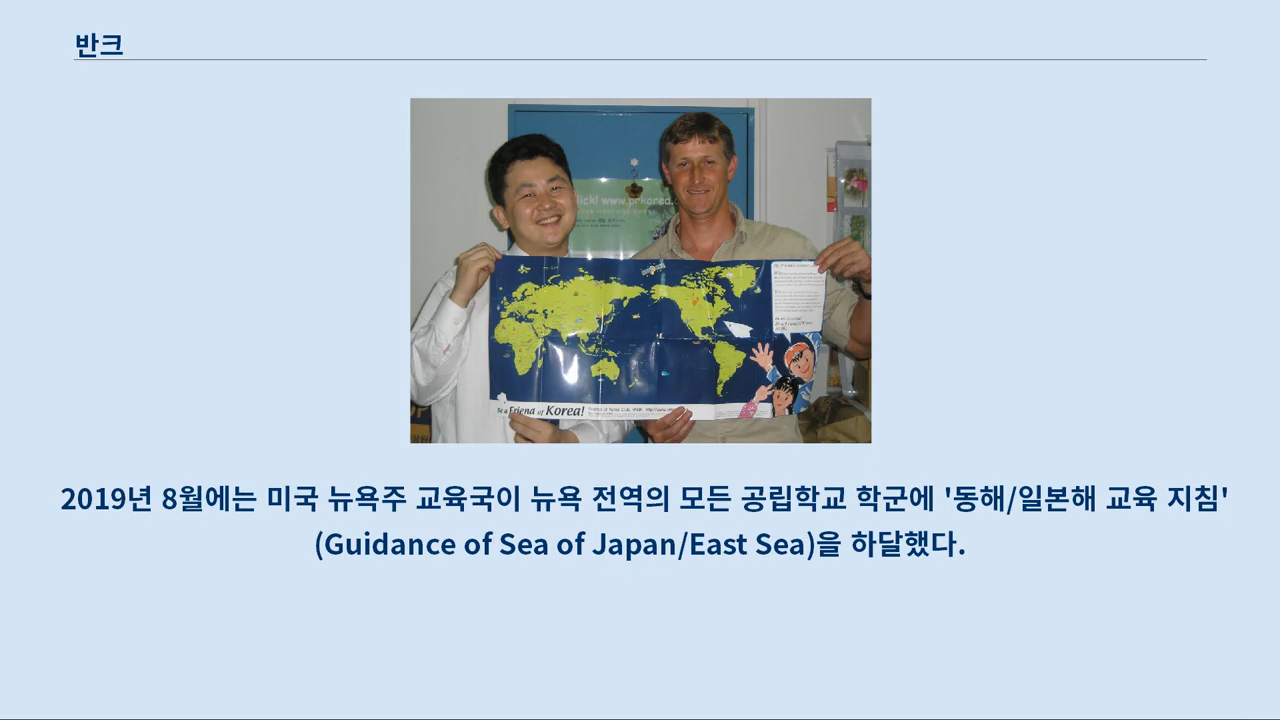 반크
lick! www.prkorea.c
Be a Friend of Korea!
2019년 8월에는 미국 뉴욕주 교육국이 뉴욕 전역의 모든 공립학교 학군에 '동해/일본해 교육 지침'
(Guidance of Sea of Japan/East Sea)을 하달했다.